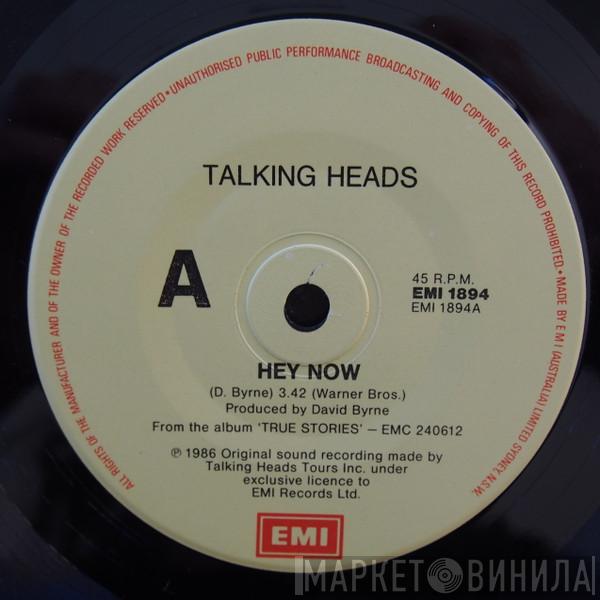 ALL RIGHTS OF THE MANUFACTURER AND OF THE OWNER OF THE RECORDED WORK RESERVED • UNAUTHORISED PUBLIC PERFORMANCE BROADCASTING AND COPYING OF THIS RECORD PROHIBITED. • MADE BY E M I (AUSTRALIA) LIMITED SYDNEY N.S.W.
TALKING HEADS
A
45 R.P.M.
EMI 1894
EMI 1894A
HEY NOW
(D. Byrne) 3.42 (Warner Bros.)
Produced by David Byrne
From the album 'TRUE STORIES' – EMC 240612
℗ 1986 Original sound recording made by
Talking Heads Tours Inc. under
exclusive licence to
EMI Records Ltd.
EMI
МАРКЕТ ВИНИЛА